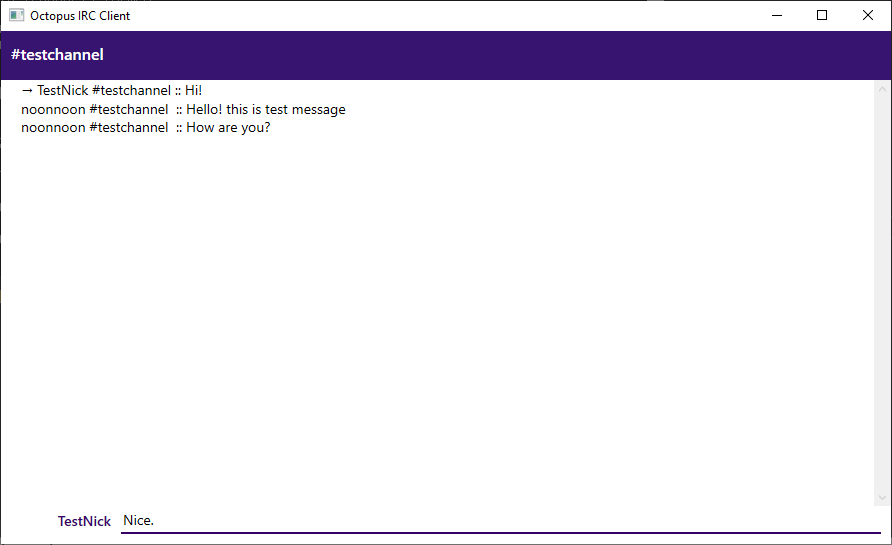 Octopus IRC Client
#testchannel
→ TestNick #testchannel :: Hi!
noonnoon #testchannel  :: Hello! this is test message
noonnoon #testchannel  :: How are you?
TestNick Nice.